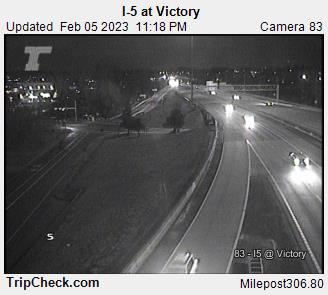 I-5 at Victory
Updated Feb 05 2023 11:18 PM Camera 83
T
S
83 - I5 @ Victory
TripCheck.com Milepost306.80